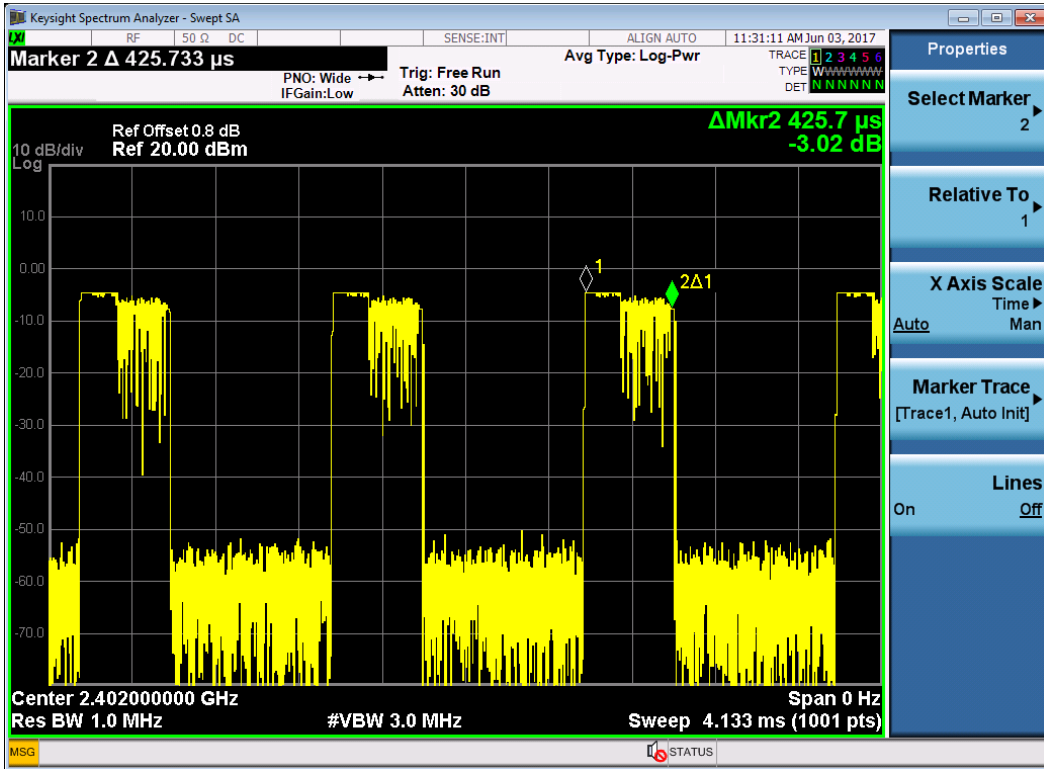 Keysight Spectrum Analyzer - Swept SA
LXI RF 50 Ω DC SENSE:INT ALIGN AUTO 11:31:11 AM Jun 03, 2017
Marker 2 Δ 425.733 µs
PNO: Wide
IFGain:Low
Trig: Free Run
Atten: 30 dB
Avg Type: Log-Pwr
TRACE 1 2 3 4 5 6
TYPE WWWWWW
DET N N N N N N
ΔMkr2 425.7 µs
-3.02 dB
Ref Offset 0.8 dB
10 dB/div Ref 20.00 dBm
Log
10.0
0.00
-10.0
-20.0
-30.0
-40.0
-50.0
-60.0
-70.0
1
2Δ1
Center 2.402000000 GHz Span 0 Hz
Res BW 1.0 MHz #VBW 3.0 MHz Sweep 4.133 ms (1001 pts)
MSG STATUS
Properties
Select Marker
2
Relative To
1
X Axis Scale
Time
Auto Man
Marker Trace
[Trace1, Auto Init]
Lines
On Off